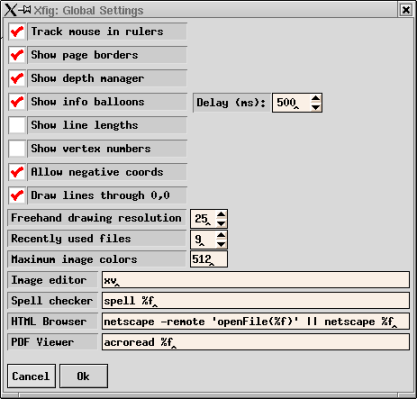 Xfig: Global Settings
Track mouse in rulers
Show page borders
Show depth manager
Show info balloons Delay (ms): 500
Show line lengths
Show vertex numbers
Allow negative coords
Draw lines through 0,0
Freehand drawing resolution 25
Recently used files 9
Maximum image colors 512
Image editor xv
Spell checker spell %f
HTML Browser netscape -remote 'openFile(%f)' || netscape %f
PDF Viewer acroread %f
Cancel Ok